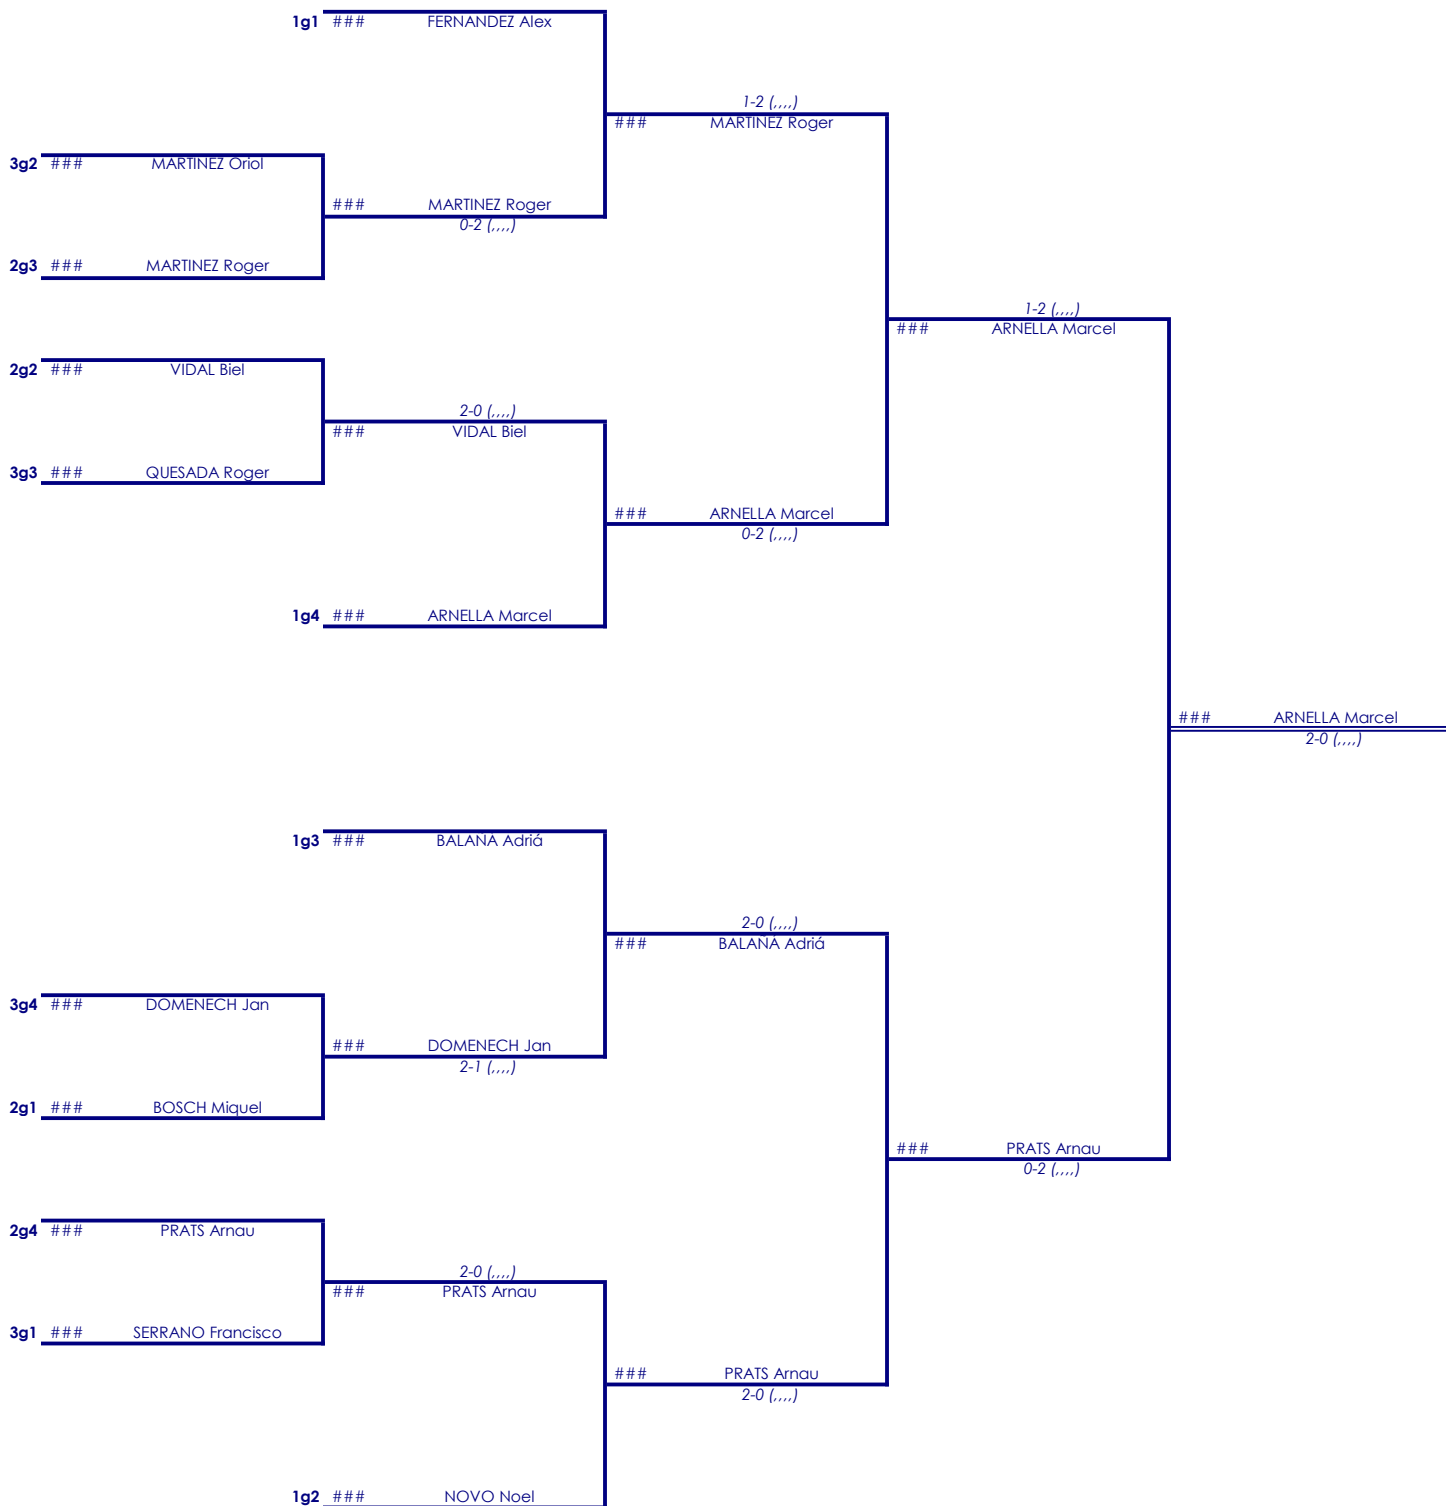 1g1 ### FERNANDEZ Alex
1-2 (,,,,)
### MARTINEZ Roger
3g2 ### MARTINEZ Oriol
### MARTINEZ Roger
0-2 (,,,,)
2g3 ### MARTINEZ Roger
1-2 (,,,,)
### ARNELLA Marcel
2g2 ### VIDAL Biel
2-0 (,,,,)
### VIDAL Biel
3g3 ### QUESADA Roger
### ARNELLA Marcel
0-2 (,,,,)
1g4 ### ARNELLA Marcel
### ARNELLA Marcel
2-0 (,,,,)
1g3 ### BALAÑA Adriá
2-0 (,,,,)
### BALAÑA Adriá
3g4 ### DOMENECH Jan
### DOMENECH Jan
2-1 (,,,,)
2g1 ### BOSCH Miquel
### PRATS Arnau
0-2 (,,,,)
2g4 ### PRATS Arnau
2-0 (,,,,)
### PRATS Arnau
3g1 ### SERRANO Francisco
### PRATS Arnau
2-0 (,,,,)
1g2 ### NOVO Noel